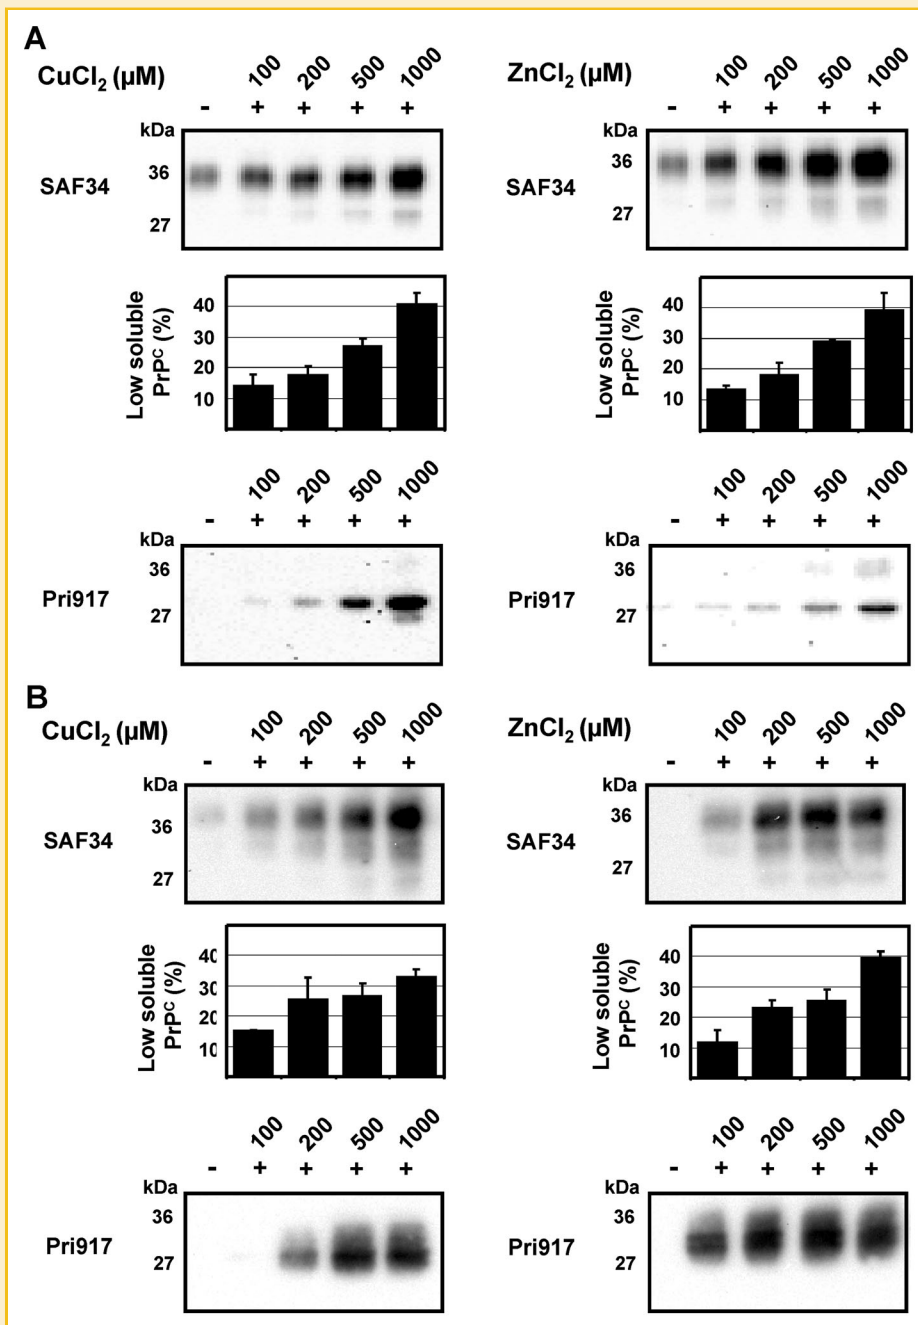 A
CuCl2 (µM) 100 200 500 1000
- + + + +
kDa
36
SAF34
27
Low soluble PrPC (%)
40
30
20
10
100 200 500 1000
- + + + +
kDa
36
Pri917
27
ZnCl2 (µM) 100 200 500 1000
- + + + +
kDa
36
SAF34
27
Low soluble PrPC (%)
40
30
20
10
100 200 500 1000
- + + + +
kDa
36
Pri917
27
B
CuCl2 (µM) 100 200 500 1000
- + + + +
kDa
36
SAF34
27
Low soluble PrPC (%)
40
30
20
10
100 200 500 1000
- + + + +
kDa
36
Pri917
27
ZnCl2 (µM) 100 200 500 1000
- + + + +
kDa
36
SAF34
27
Low soluble PrPC (%)
40
30
20
10
100 200 500 1000
- + + + +
kDa
36
Pri917
27